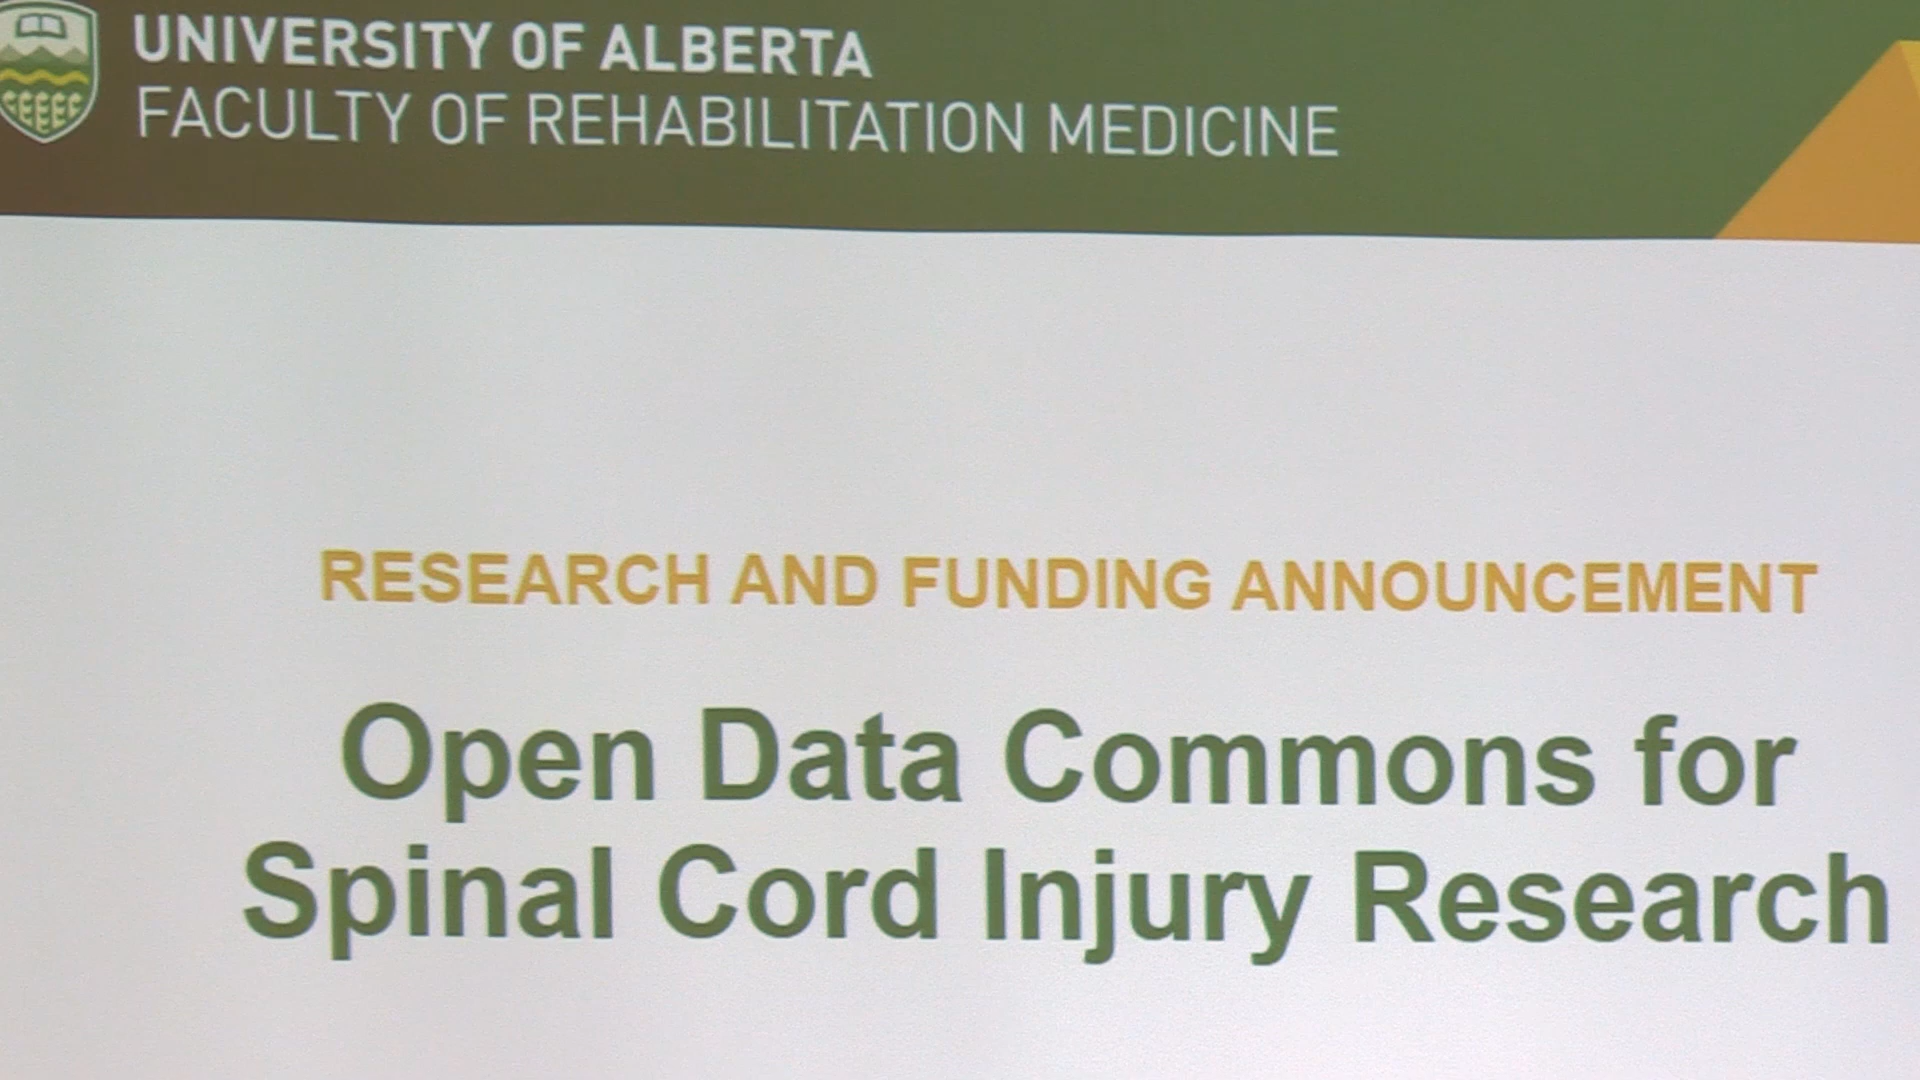 UNIVERSITY OF ALBERTA
FACULTY OF REHABILITATION MEDICINE
RESEARCH AND FUNDING ANNOUNCEMENT
Open Data Commons for
Spinal Cord Injury Research